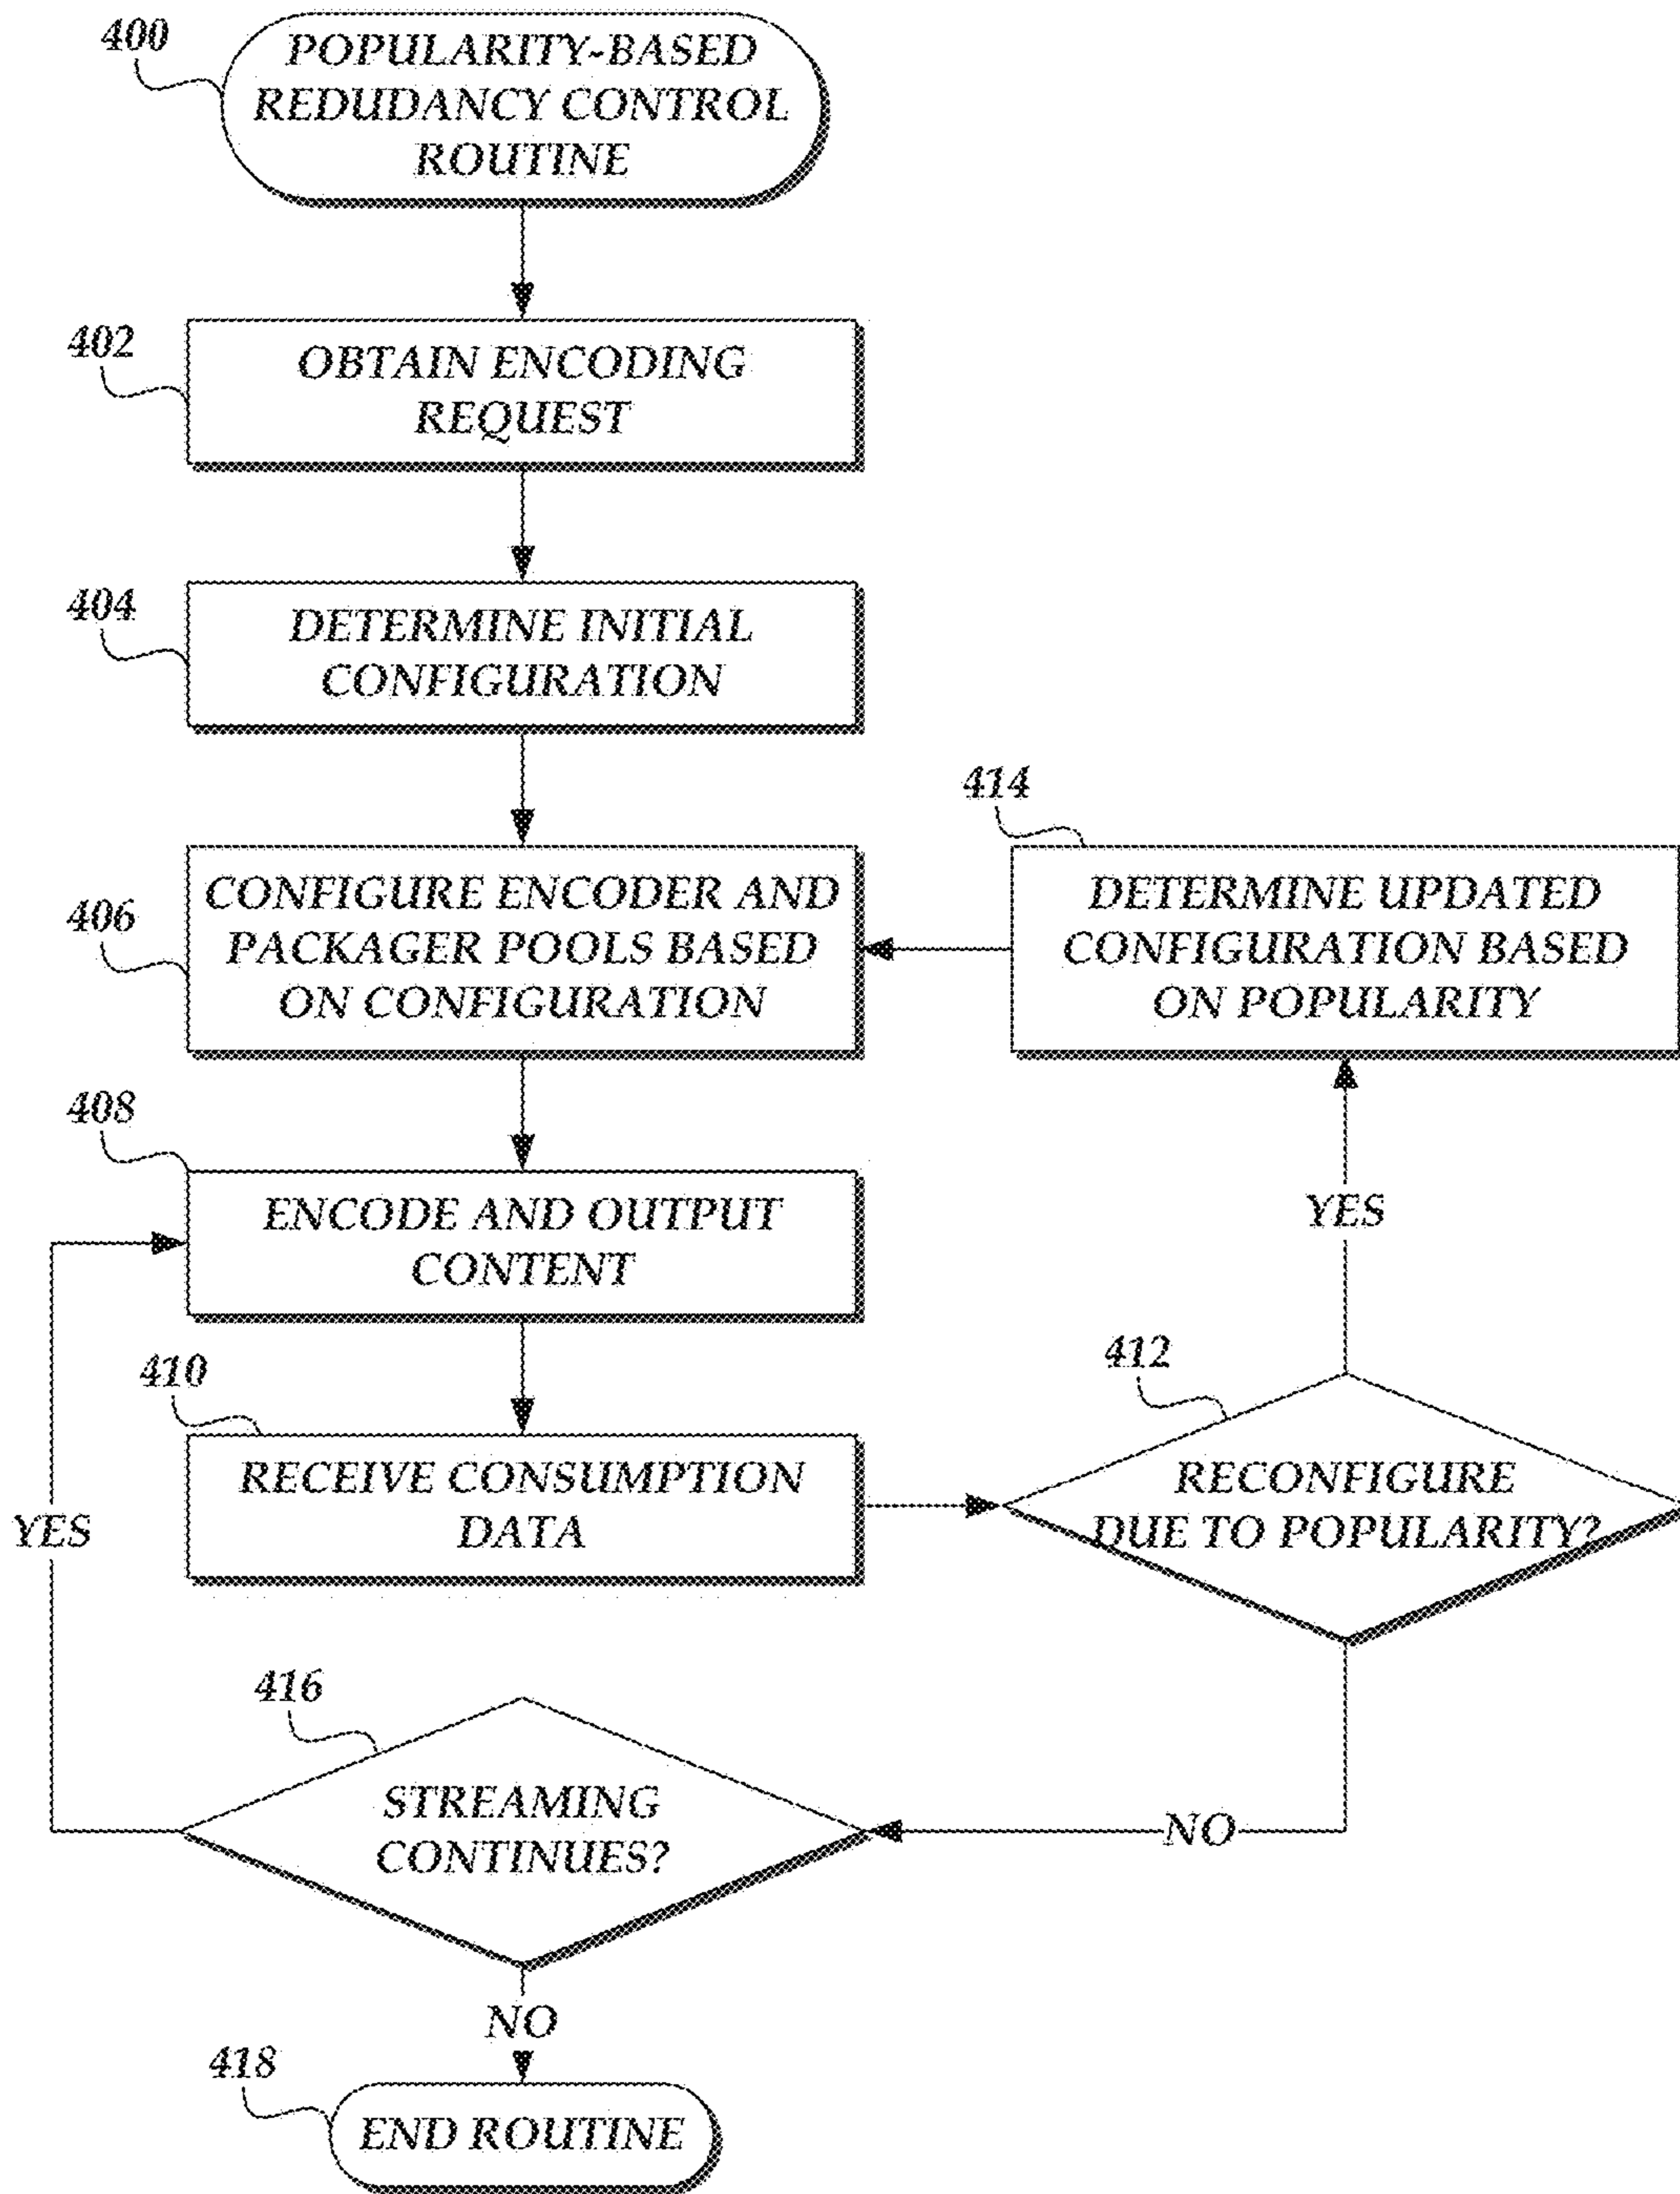 400
POPULARITY-BASED
REDUDANCY CONTROL
ROUTINE
402
OBTAIN ENCODING
REQUEST
404
DETERMINE INITIAL
CONFIGURATION
414
406
CONFIGURE ENCODER AND
PACKAGER POOLS BASED
ON CONFIGURATION
DETERMINE UPDATED
CONFIGURATION BASED
ON POPULARITY
408
ENCODE AND OUTPUT
CONTENT
YES
410
RECEIVE CONSUMPTION
DATA
412
RECONFIGURE
DUE TO POPULARITY?
YES
416
STREAMING
CONTINUES?
NO
NO
418
END ROUTINE